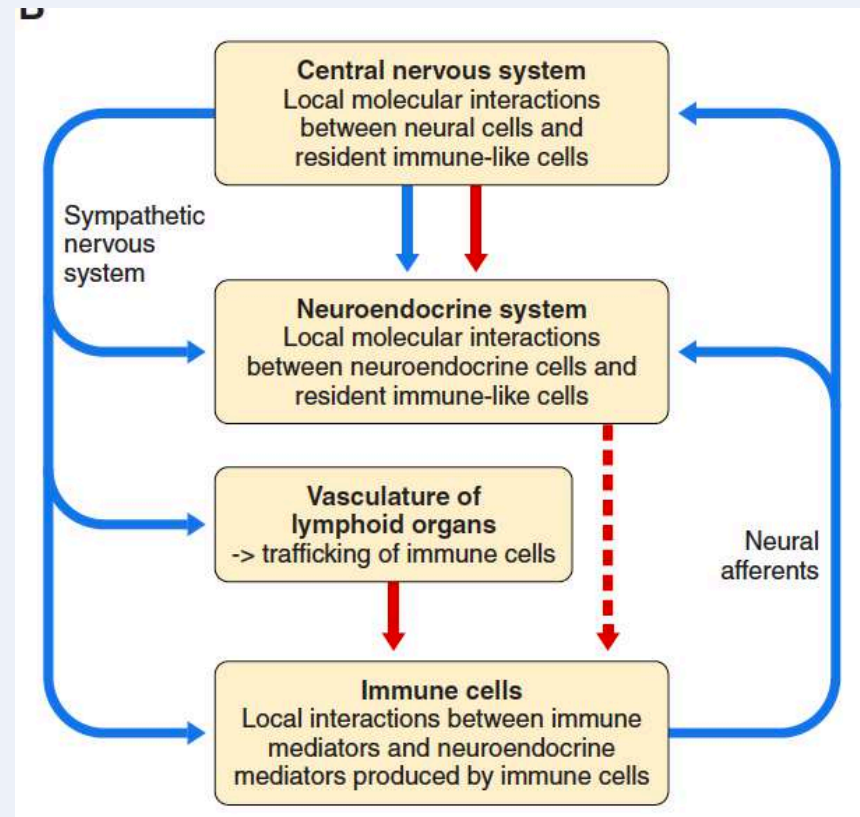 B
Central nervous system
Local molecular interactions
between neural cells and
resident immune-like cells
Sympathetic
nervous
system
Neuroendocrine system
Local molecular interactions
between neuroendocrine cells and
resident immune-like cells
Vasculature of
lymphoid organs
-> trafficking of immune cells
Neural
afferents
Immune cells
Local interactions between immune
mediators and neuroendocrine
mediators produced by immune cells